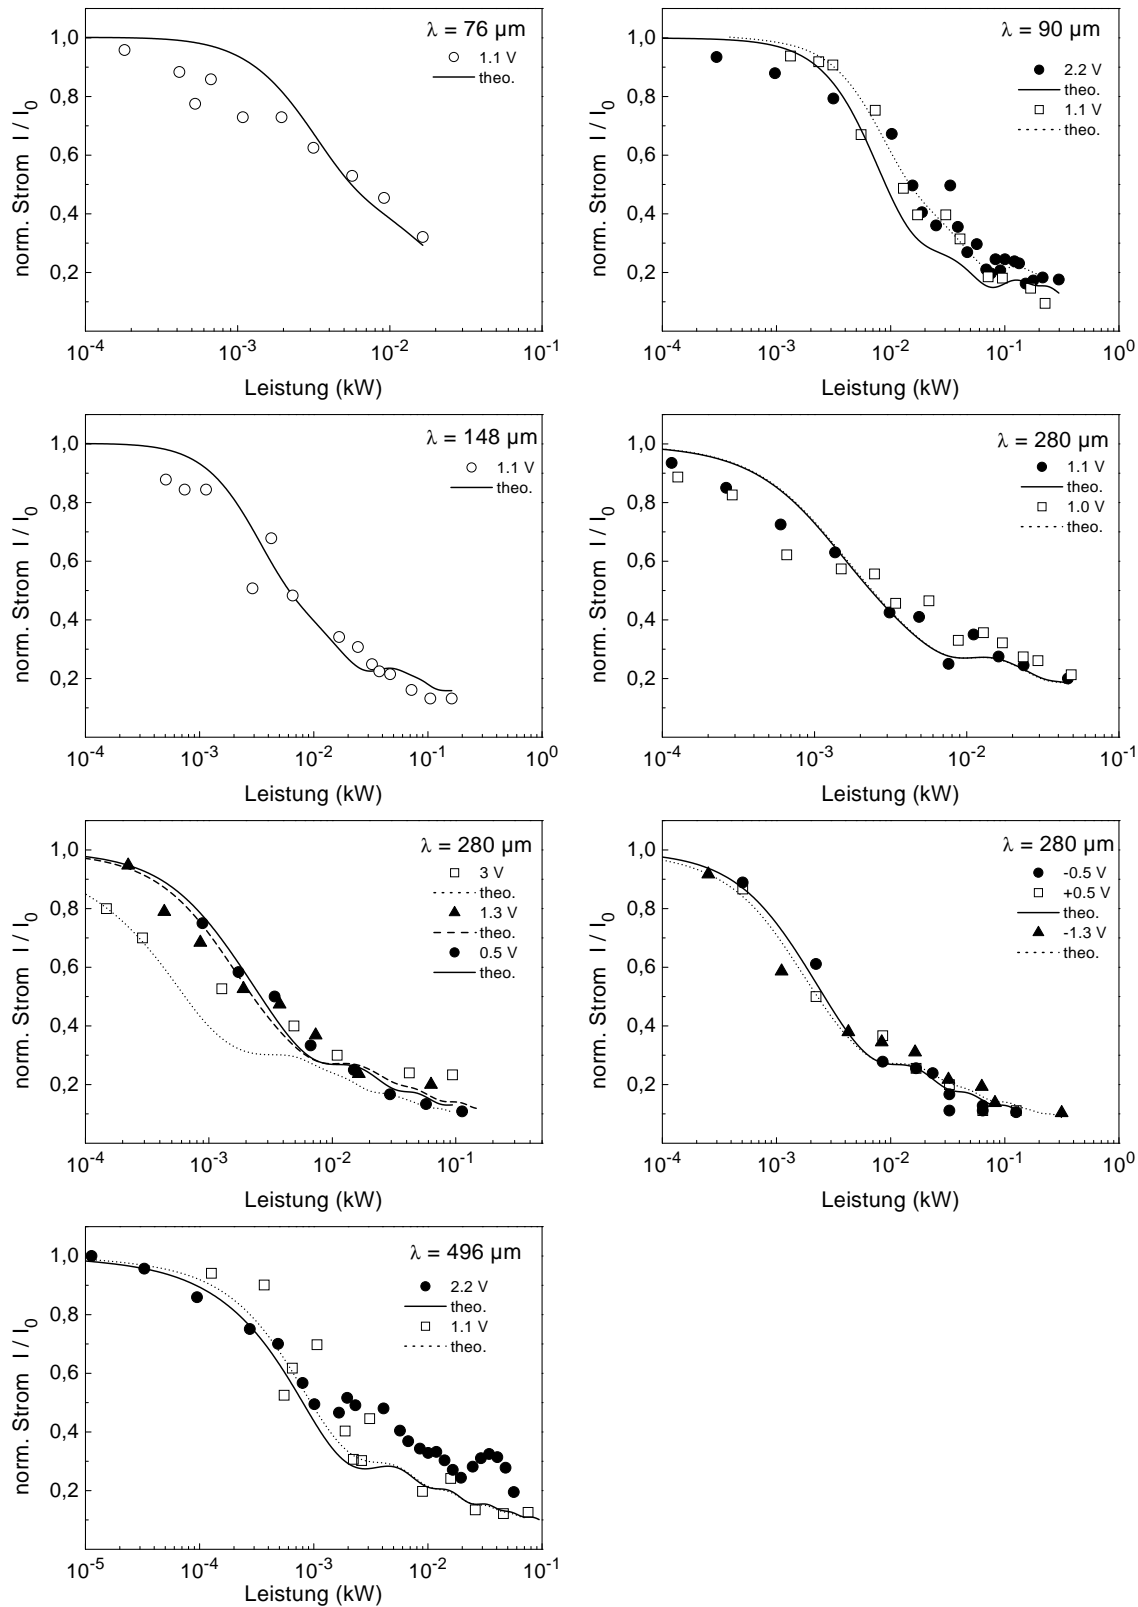 λ = 76 µm
1.1 V
theo.
1,0
0,8
0,6
0,4
0,2
norm. Strom I / I0
10-4
10-3
10-2
10-1
Leistung (kW)
λ = 90 µm
2.2 V
theo.
1.1 V
theo.
1,0
0,8
0,6
0,4
0,2
norm. Strom I / I0
10-4
10-3
10-2
10-1
100
Leistung (kW)
λ = 148 µm
1.1 V
theo.
1,0
0,8
0,6
0,4
0,2
norm. Strom I / I0
10-4
10-3
10-2
10-1
100
Leistung (kW)
λ = 280 µm
1.1 V
theo.
1.0 V
theo.
1,0
0,8
0,6
0,4
0,2
norm. Strom I / I0
10-4
10-3
10-2
10-1
Leistung (kW)
λ = 280 µm
3 V
theo.
1.3 V
theo.
0.5 V
theo.
1,0
0,8
0,6
0,4
0,2
norm. Strom I / I0
10-4
10-3
10-2
10-1
Leistung (kW)
λ = 280 µm
-0.5 V
+0.5 V
theo.
-1.3 V
theo.
1,0
0,8
0,6
0,4
0,2
norm. Strom I / I0
10-4
10-3
10-2
10-1
100
Leistung (kW)
λ = 496 µm
2.2 V
theo.
1.1 V
theo.
1,0
0,8
0,6
0,4
0,2
norm. Strom I / I0
10-5
10-4
10-3
10-2
10-1
Leistung (kW)